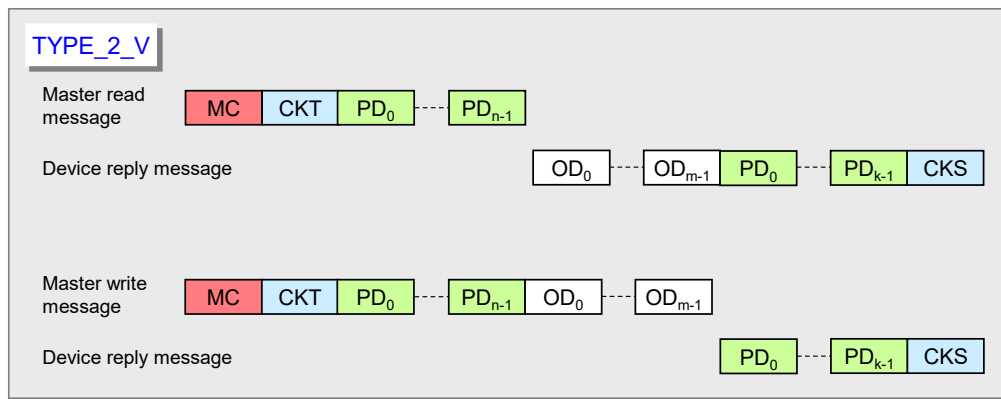 TYPE_2_V
Master read
message
MC CKT PD0 PDn-1
Device reply message
OD0 ODm-1 PD0 PDk-1 CKS
Master write
message
MC CKT PD0 PDn-1 OD0 ODm-1
Device reply message
PD0 PDk-1 CKS